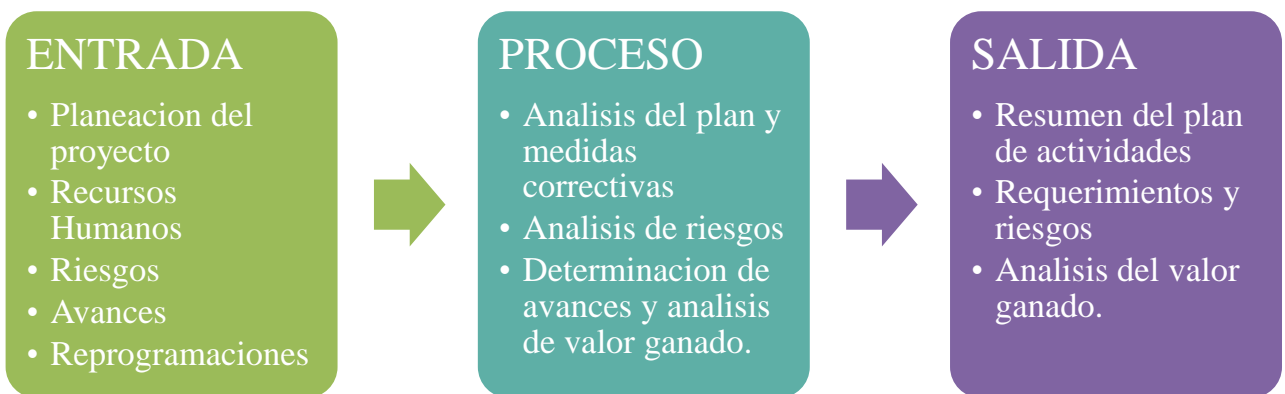 ENTRADA
• Planeacion del
proyecto
• Recursos
Humanos
• Riesgos
• Avances
• Reprogramaciones
PROCESO
• Analisis del plan y
medidas
correctivas
• Analisis de riesgos
• Determinacion de
avances y analisis
de valor ganado.
SALIDA
• Resumen del plan
de actividades
• Requerimientos y
riesgos
• Analisis del valor
ganado.